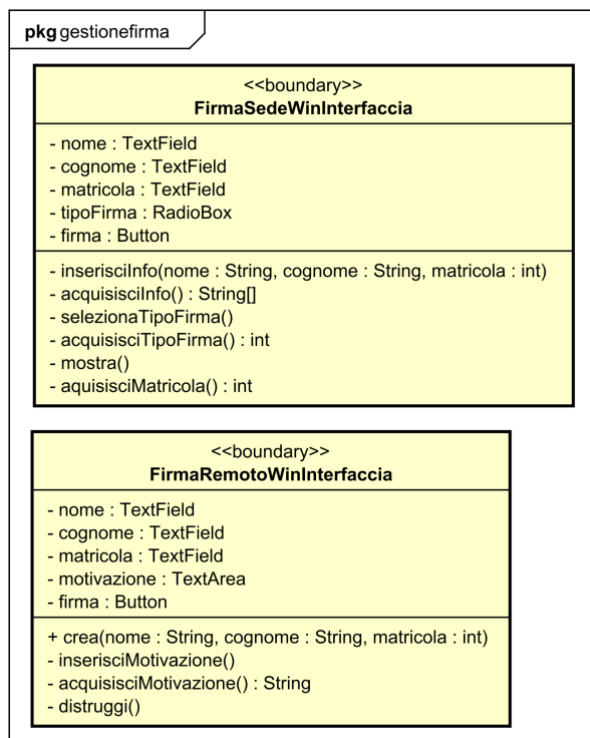 pkg gestionefirma
<<boundary>>
FirmaSedeWinInterfaccia
- nome : TextField
- cognome : TextField
- matricola : TextField
- tipoFirma : RadioBox
- firma : Button
- inserisciInfo(nome : String, cognome : String, matricola : int)
- acquisisciInfo() : String[]
- selezionaTipoFirma()
- acquisisciTipoFirma() : int
- mostra()
- aquisisciMatricola() : int
<<boundary>>
FirmaRemotoWinInterfaccia
- nome : TextField
- cognome : TextField
- matricola : TextField
- motivazione : TextArea
- firma : Button
+ crea(nome : String, cognome : String, matricola : int)
- inserisciMotivazione()
- acquisisciMotivazione() : String
- distruggi()